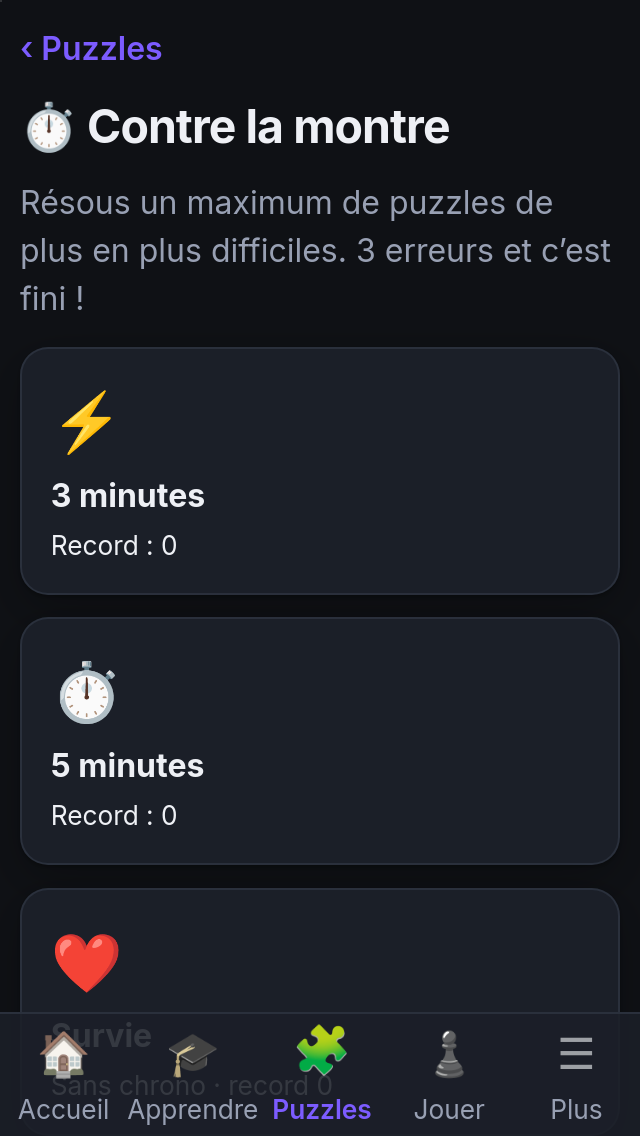 ‹ Puzzles
Contre la montre
Résous un maximum de puzzles de
plus en plus difficiles. 3 erreurs et c’est
fini !
3 minutes
Record : 0
5 minutes
Record : 0
Survie
Sans chrono · record 0
Accueil Apprendre Puzzles Jouer Plus